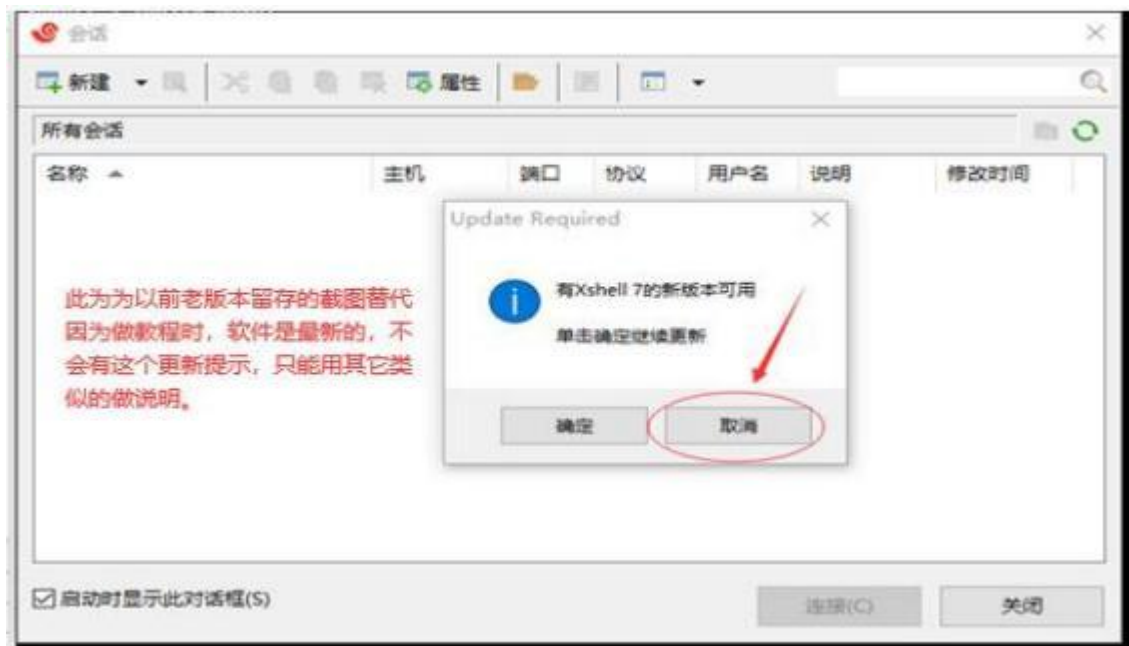 会话
新建
属性
所有会话
名称 主机 端口 协议 用户名 说明 修改时间
Update Required
有Xshell 7的新版本可用
单击确定继续更新
确定 取消
此为为以前老版本留存的截图替代
因为做教程时，软件是最新的，不
会有这个更新提示，只能用其它类
似的做说明。
启动时显示此对话框(S)
连接(C) 关闭